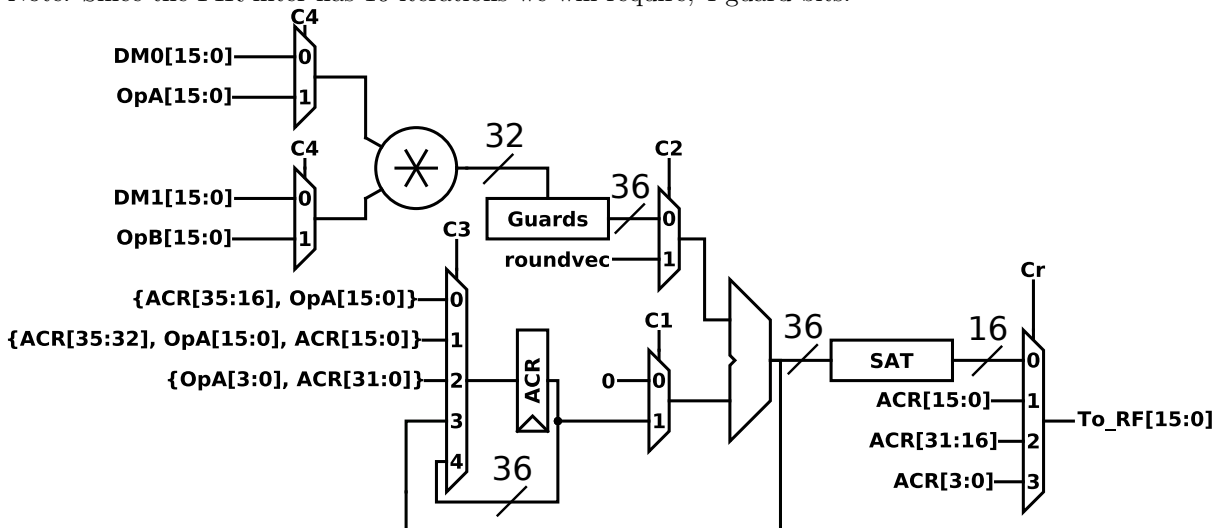 Note: Since the FIR filter has 16 iterations we will require, 4 guard bits.
C4
DM0[15:0]
0
OpA[15:0]
1
C4
DM1[15:0]
0
OpB[15:0]
1
32
Guards
36
C2
0
roundvec
1
C3
{ACR[35:16], OpA[15:0]}
0
{ACR[35:32], OpA[15:0], ACR[15:0]}
1
{OpA[3:0], ACR[31:0]}
2
3
4
ACR
36
C1
0
0
1
36
SAT
16
Cr
0
ACR[15:0]
1
ACR[31:16]
2
ACR[3:0]
3
To_RF[15:0]